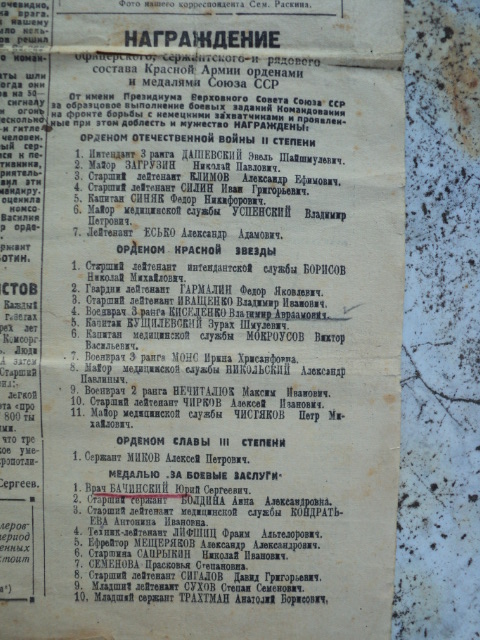 Фото нашего корреспондента Сем. Раскина.
НАГРАЖДЕНИЕ
офицерского, сержантского и рядового
состава Красной Армии орденами
и медалями Союза ССР
От имени Президиума Верховного Совета Союза ССР
за образцовое выполнение боевых заданий Командования
на фронте борьбы с немецкими захватчиками и проявлен-
ные при этом доблесть и мужество НАГРАЖДЕНЫ:
ОРДЕНОМ ОТЕЧЕСТВЕННОЙ ВОЙНЫ II СТЕПЕНИ
1. Интендант 3 ранга ДАШЕВСКИЙ Эвель Шайшмулевич.
2. Майор ЗАГРУЗИН Николай Павлович.
3. Старший лейтенант КЛИМОВ Александр Ефимович.
4. Старший лейтенант СИЛИН Иван Григорьевич.
5. Капитан СИНЯК Федор Никифорович.
6. Майор медицинской службы УСПЕНСКИЙ Владимир
Петрович.
7. Лейтенант ЕСЬКО Александр Адамович.
ОРДЕНОМ КРАСНОЙ ЗВЕЗДЫ
1. Старший лейтенант интендантской службы БОРИСОВ
Николай Михайлович.
2. Гвардии лейтенант ГАРМАЛИН Федор Яковлевич.
3. Старший лейтенант ИВАЩЕНКО Владимир Иванович.
4. Военврач 3 ранга КИСЕЛЕНКО Владимир Авраамович.
5. Капитан КУЩИЛЕВСКИЙ Зурах Шмулевич.
6. Капитан медицинской службы МОКРОУСОВ Виктор
Васильевич.
7. Военврач 3 ранга МОНС Ирина Хрисанфовна.
8. Майор медицинской службы НИКОЛЬСКИЙ Александр
Павлиныч.
9. Военврач 2 ранга НЕЧИТАЛЮК Максим Иванович.
10. Старший лейтенант ЧИРКОВ Алексей Иванович.
11. Майор медицинской службы ЧИСТЯКОВ Петр Ми-
хайлович.
ОРДЕНОМ СЛАВЫ III СТЕПЕНИ
1. Сержант МИКОВ Алексей Петрович.
МЕДАЛЬЮ „ЗА БОЕВЫЕ ЗАСЛУГИ"
1. Врач БАЧИНСКИЙ Юрий Сергеевич.
2. Старший сержант БОЛДИНА Анна Александровна.
3. Старший лейтенант медицинской службы КОНДРАТЬ-
ЕВА Антонина Ивановна.
4. Техник-лейтенант ЛИФШИЦ Фраим Альтерович.
5. Ефрейтор МЕЩЕРЯКОВ Александр Александрович.
6. Старшина САПРЫКИН Николай Иванович.
7. СЕМЕНОВА Прасковья Степановна.
8. Старший лейтенант СИГАЛОВ Давид Григорьевич.
9. Младший лейтенант СУХОВ Степан Семенович.
10. Младший сержант ТРАХТМАН Анатолий Борисович.